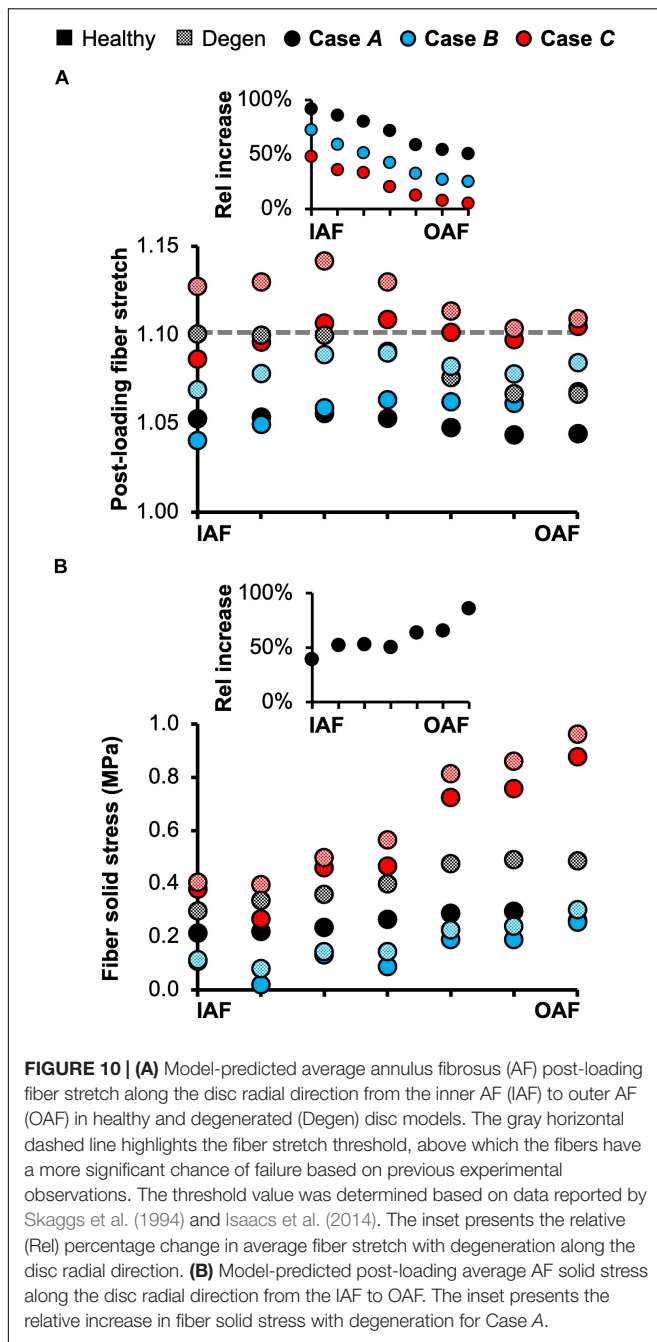 Healthy Degen Case A Case B Case C
A
100%
Rel increase
50%
0%
IAF OAF
1.15
Post-loading fiber stretch
1.10
1.05
1.00
IAF OAF
B
100%
Rel increase
50%
0%
IAF OAF
1.0
Fiber solid stress (MPa)
0.8
0.6
0.4
0.2
0.0
IAF OAF
FIGURE 10 | (A) Model-predicted average annulus fibrosus (AF) post-loading
fiber stretch along the disc radial direction from the inner AF (IAF) to outer AF
(OAF) in healthy and degenerated (Degen) disc models. The gray horizontal
dashed line highlights the fiber stretch threshold, above which the fibers have
a more significant chance of failure based on previous experimental
observations. The threshold value was determined based on data reported by
Skaggs et al. (1994) and Isaacs et al. (2014). The inset presents the relative
(Rel) percentage change in average fiber stretch with degeneration along the
disc radial direction. (B) Model-predicted post-loading average AF solid stress
along the disc radial direction from the IAF to OAF. The inset presents the
relative increase in fiber solid stress with degeneration for Case A.